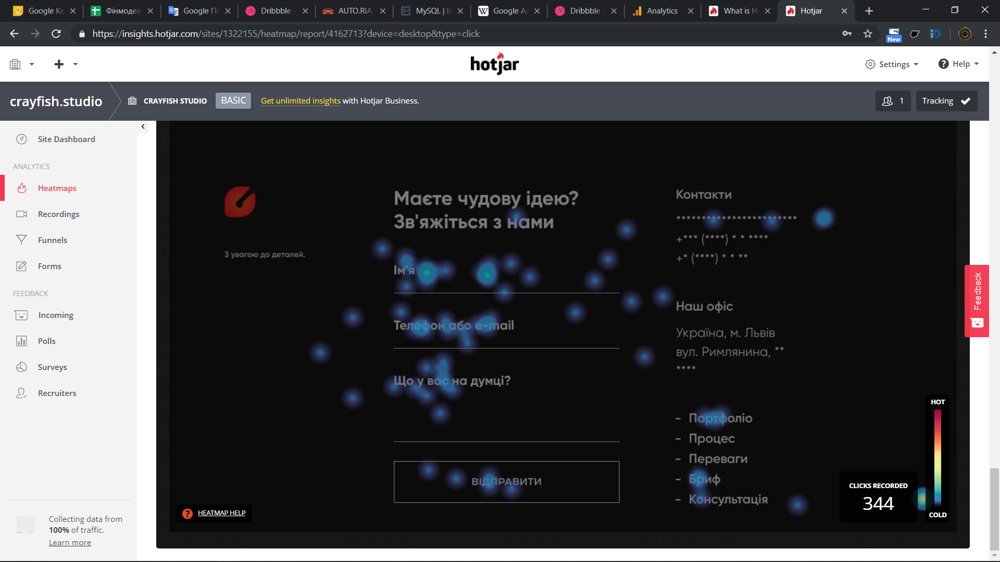 Google Ke
Фінмодел
Google Пе
Dribbble -
AUTO.RIA
MySQL | B
Google Ac
Dribbble -
Analytics
What is Ho
Hotjar
https://insights.hotjar.com/sites/1322155/heatmap/report/4162713?device=desktop&type=click
New
hotjar
Settings
Help
crayfish.studio
CRAYFISH STUDIO
BASIC
Get unlimited insights with Hotjar Business.
1
Tracking
Site Dashboard
ANALYTICS
Heatmaps
Recordings
Funnels
Forms
FEEDBACK
Incoming
Polls
Surveys
Recruiters
Collecting data from
100% of traffic.
Learn more
З увагою до деталей.
Маєте чудову ідею?
Зв'яжіться з нами
Ім'я
Телефон або e-mail
Що у вас на думці?
ВІДПРАВИТИ
Контакти
************************
+*** (****) * * ****
+* (****) * * **
Наш офіс
Україна, м. Львів
вул. Римлянина, **
****
- Портфоліо
- Процес
- Переваги
- Бриф
- Консультація
HEATMAP HELP
CLICKS RECORDED
344
HOT
COLD
Feedback